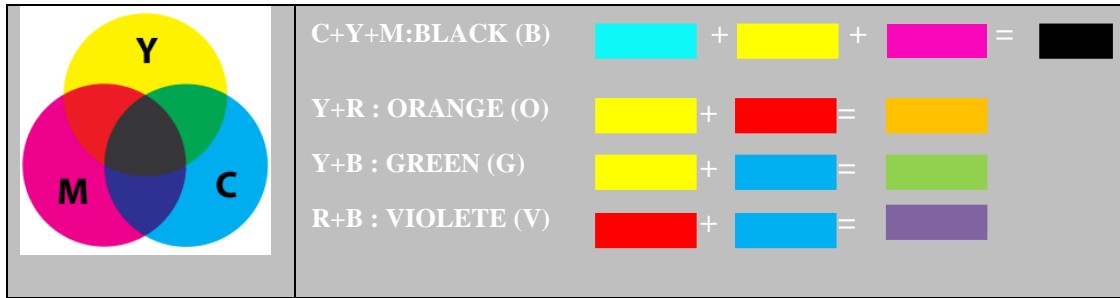 Y
M C
C+Y+M:BLACK (B) + + =
Y+R : ORANGE (O) + =
Y+B : GREEN (G) + =
R+B : VIOLETE (V) + =